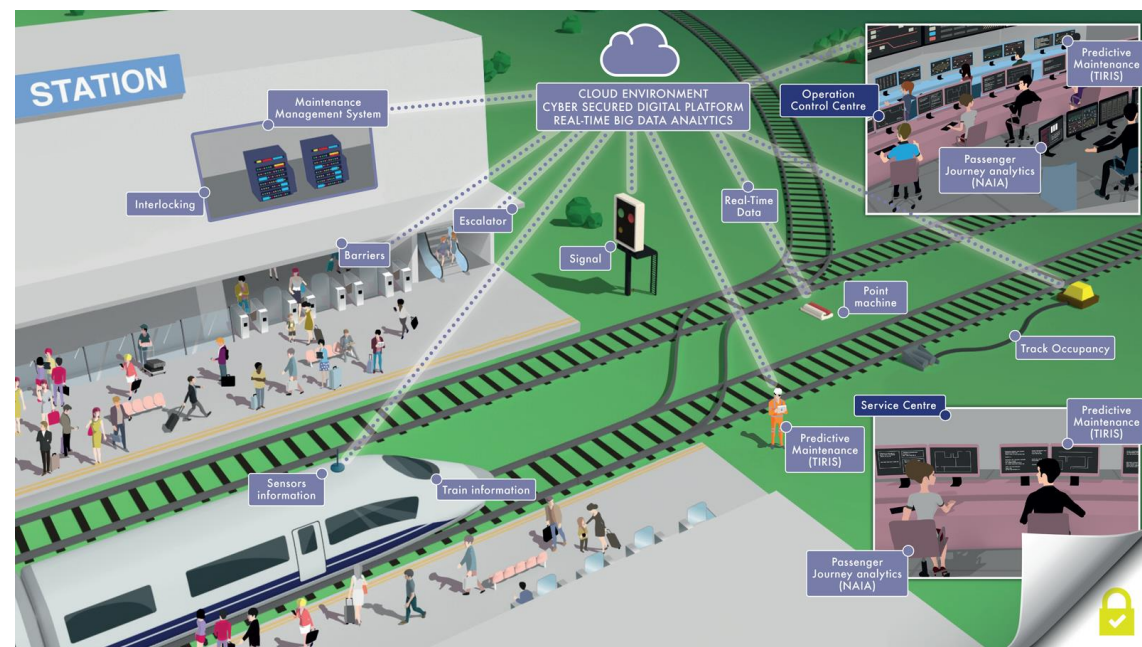 STATION
Maintenance
Management System
Interlocking
Barriers
Escalator
CLOUD ENVIRONMENT
CYBER SECURED DIGITAL PLATFORM
REAL-TIME BIG DATA ANALYTICS
Signal
Real-Time
Data
Operation
Control Centre
Predictive
Maintenance
(TIRIS)
Passenger
Journey analytics
(NAIA)
Point
machine
Track Occupancy
Sensors
information
Train information
Predictive
Maintenance
(TIRIS)
Service Centre
Predictive
Maintenance
(TIRIS)
Passenger
Journey analytics
(NAIA)